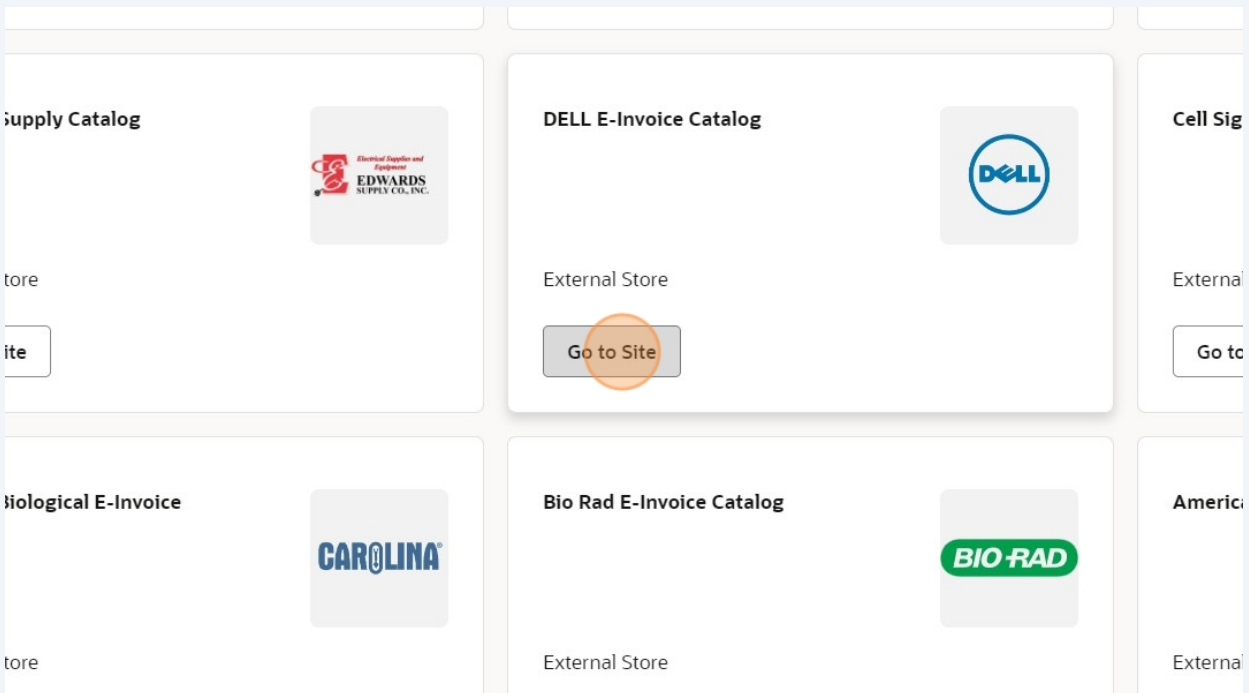 Supply Catalog
Electrical Supplies and
Equipment
EDWARDS
SUPPLY CO., INC.
DELL E-Invoice Catalog
DELL
Cell Sig
tore
External Store
External
ite
Go to Site
Go to
Biological E-Invoice
CAROLINA®
Bio Rad E-Invoice Catalog
BIO-RAD
America
tore
External Store
External